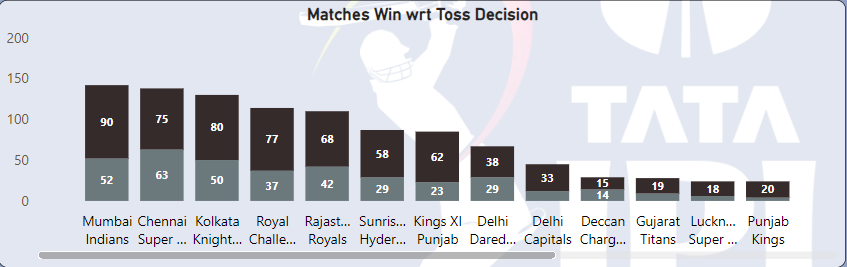 Matches Win wrt Toss Decision
200
150
100
50
0
90 75 80 77 68 58 62 38 33 15 19 18 20
52 63 50 37 42 29 23 29 14
Mumbai Chennai Kolkata Royal Rajast... Sunris... Kings XI Delhi Delhi Deccan Gujarat Luckn... Punjab
Indians Super ... Knight... Challe... Royals Hyder... Punjab Dared... Capitals Charg... Titans Super ... Kings
TATA
IPL